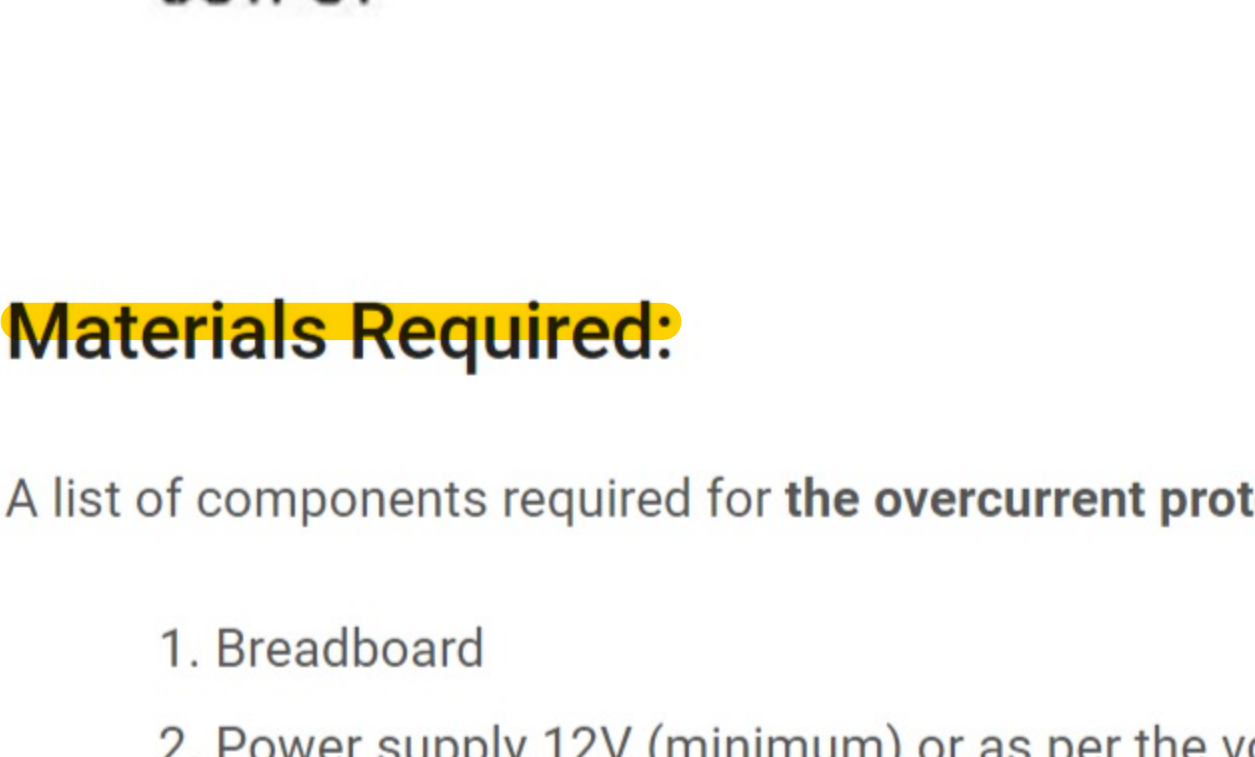 Materials Required:
A list of components required for the overcurrent prot
1. Breadboard
2. Power supply 12V (minimum) or as per the